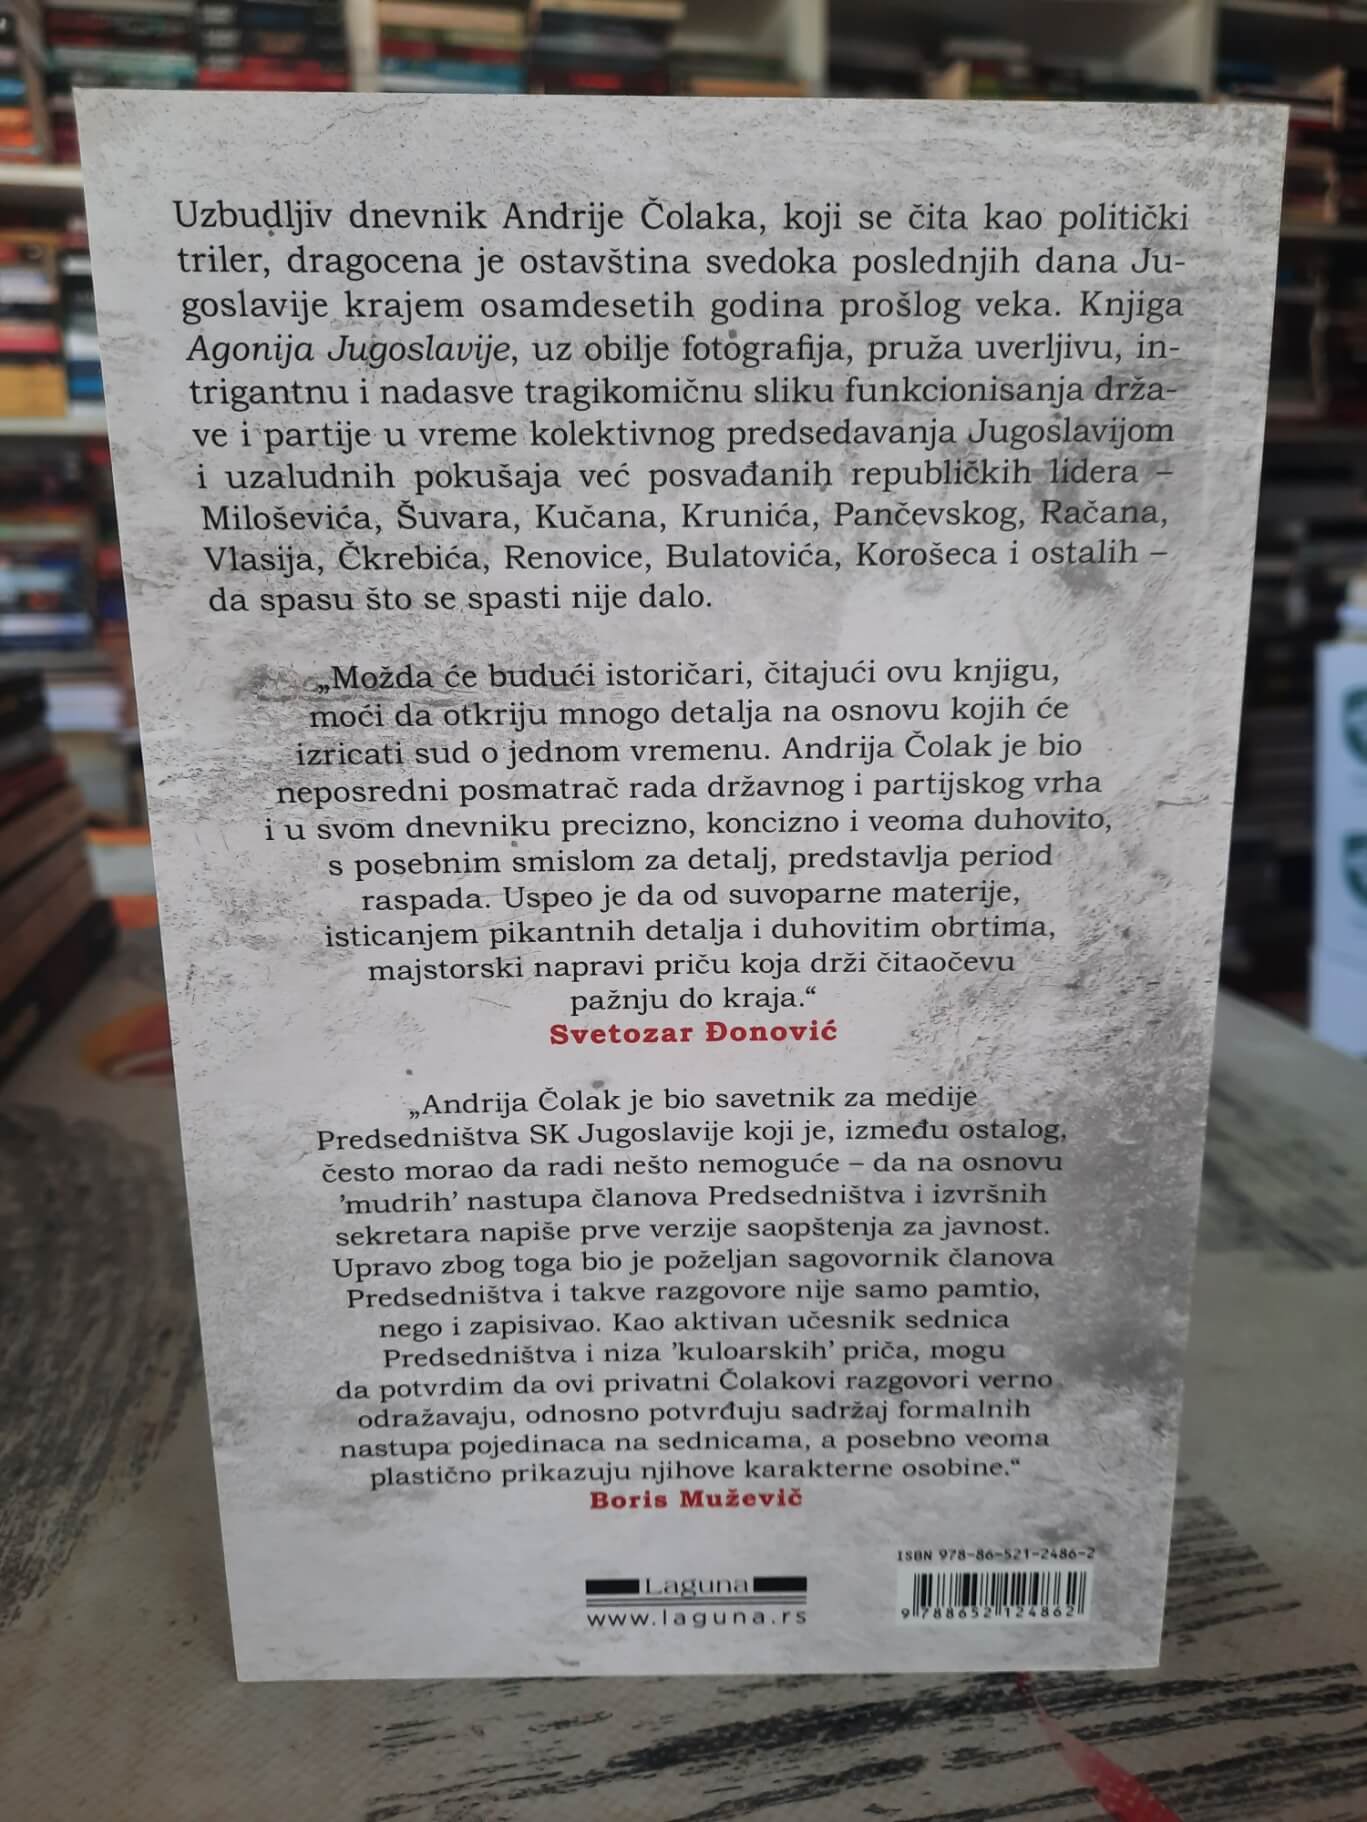 Uzbudljiv dnevnik Andrije Čolaka, koji se čita kao politički
triler, dragocena je ostavština svedoka poslednjih dana Ju-
goslavije krajem osamdesetih godina prošlog veka. Knjiga
Agonija Jugoslavije, uz obilje fotografija, pruža uverljivu, in-
trigantnu i nadasve tragikomičnu sliku funkcionisanja drža-
ve i partije u vreme kolektivnog predsedavanja Jugoslavijom
i uzaludnih pokušaja već posvađanih republičkih lidera –
Miloševića, Šuvara, Kučana, Krunića, Pančevskog, Račana,
Vlasija, Čkrebića, Renovice, Bulatovića, Korošeca i ostalih –
da spasu što se spasti nije dalo.
„Možda će budući istoričari, čitajući ovu knjigu,
moći da otkriju mnogo detalja na osnovu kojih će
izricati sud o jednom vremenu. Andrija Čolak je bio
neposredni posmatrač rada državnog i partijskog vrha
i u svom dnevniku precizno, koncizno i veoma duhovito,
s posebnim smislom za detalj, predstavlja period
raspada. Uspeo je da od suvoparne materije,
isticanjem pikantnih detalja i duhovitim obrtima,
majstorski napravi priču koja drži čitaočevu
pažnju do kraja.“
Svetozar Đonović
„Andrija Čolak je bio savetnik za medije
Predsedništva SK Jugoslavije koji je, između ostalog,
često morao da radi nešto nemoguće – da na osnovu
’mudrih’ nastupa članova Predsedništva i izvršnih
sekretara napiše prve verzije saopštenja za javnost.
Upravo zbog toga bio je poželjan sagovornik članova
Predsedništva i takve razgovore nije samo pamtio,
nego i zapisivao. Kao aktivan učesnik sednica
Predsedništva i niza ’kuloarskih’ priča, mogu
da potvrdim da ovi privatni Čolakovi razgovori verno
odražavaju, odnosno potvrđuju sadržaj formalnih
nastupa pojedinaca na sednicama, a posebno veoma
plastično prikazuju njihove karakterne osobine.“
Boris Mužević
ISBN 978-86-521-2486-2
Laguna
www.laguna.rs
9 788652 124862